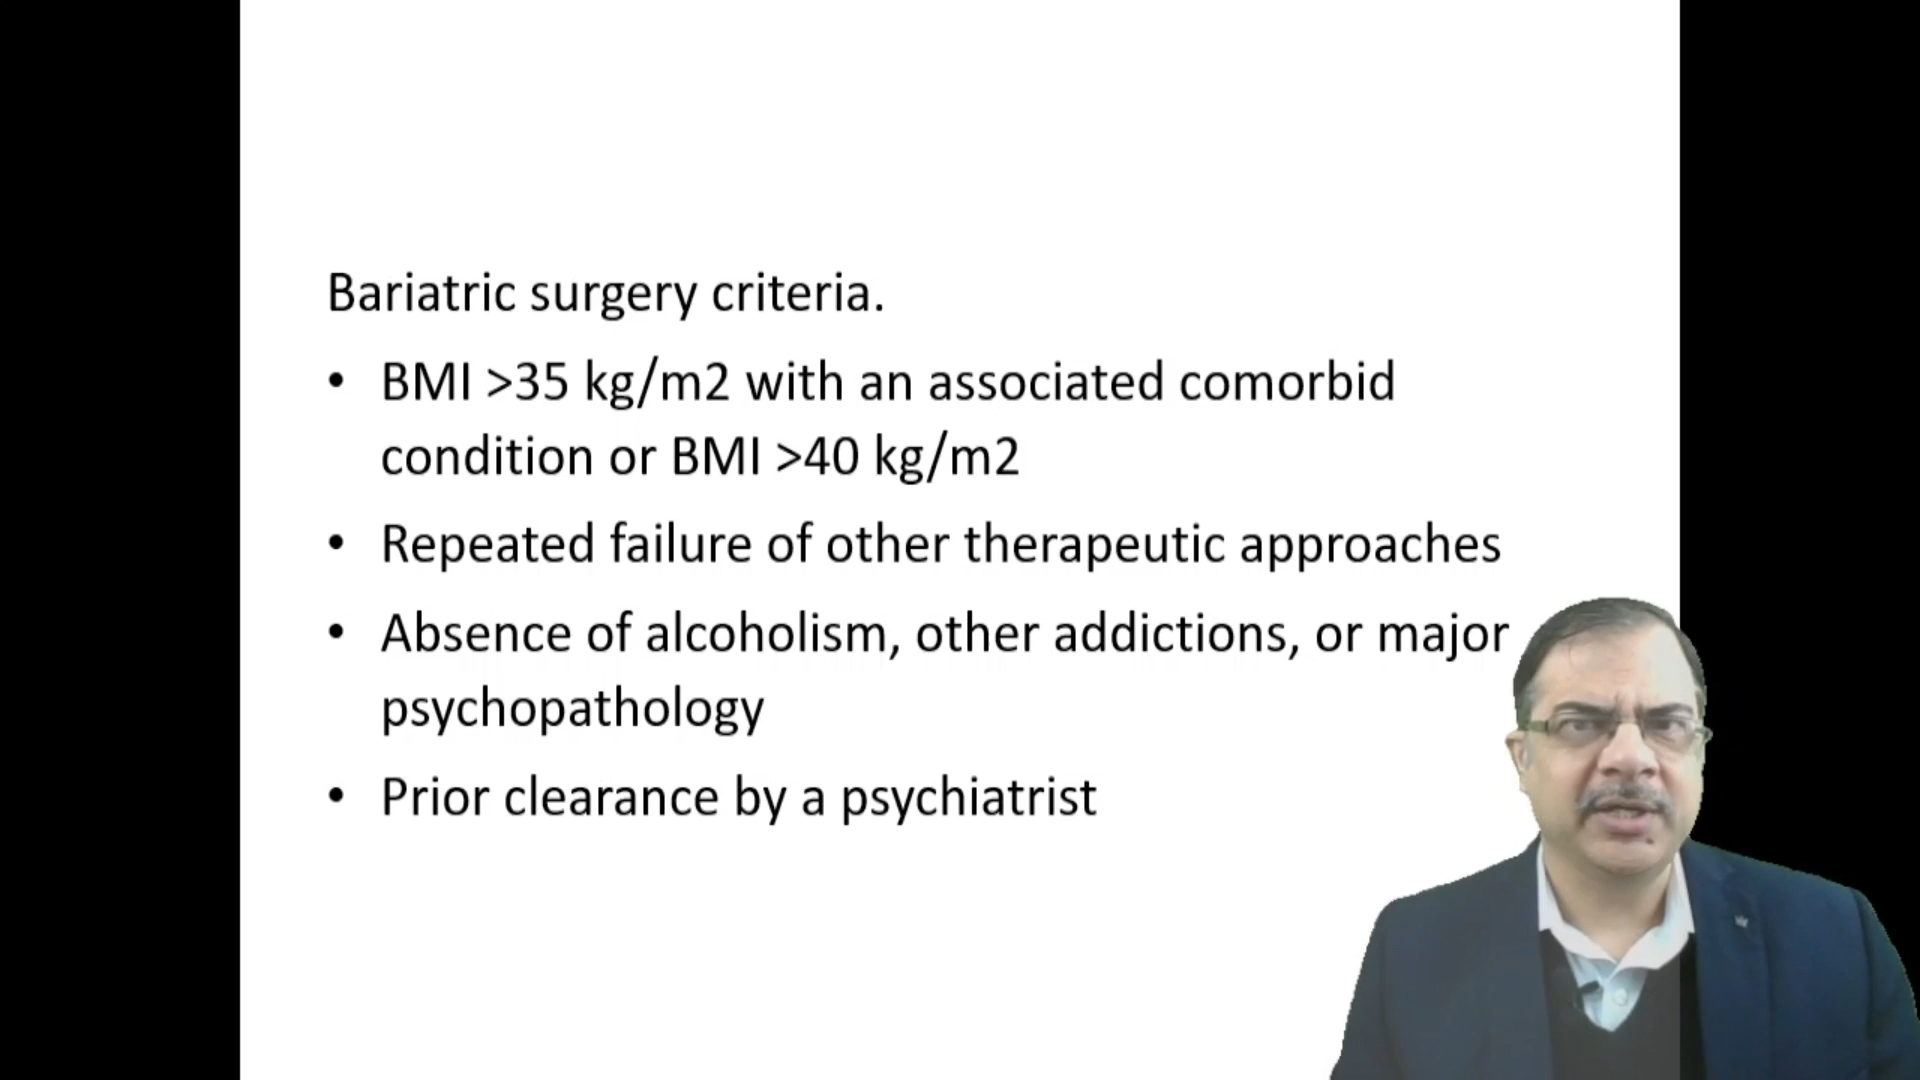 Bariatric surgery criteria.
• BMI >35 kg/m2 with an associated comorbid
condition or BMI >40 kg/m2
• Repeated failure of other therapeutic approaches
• Absence of alcoholism, other addictions, or major
psychopathology
• Prior clearance by a psychiatrist